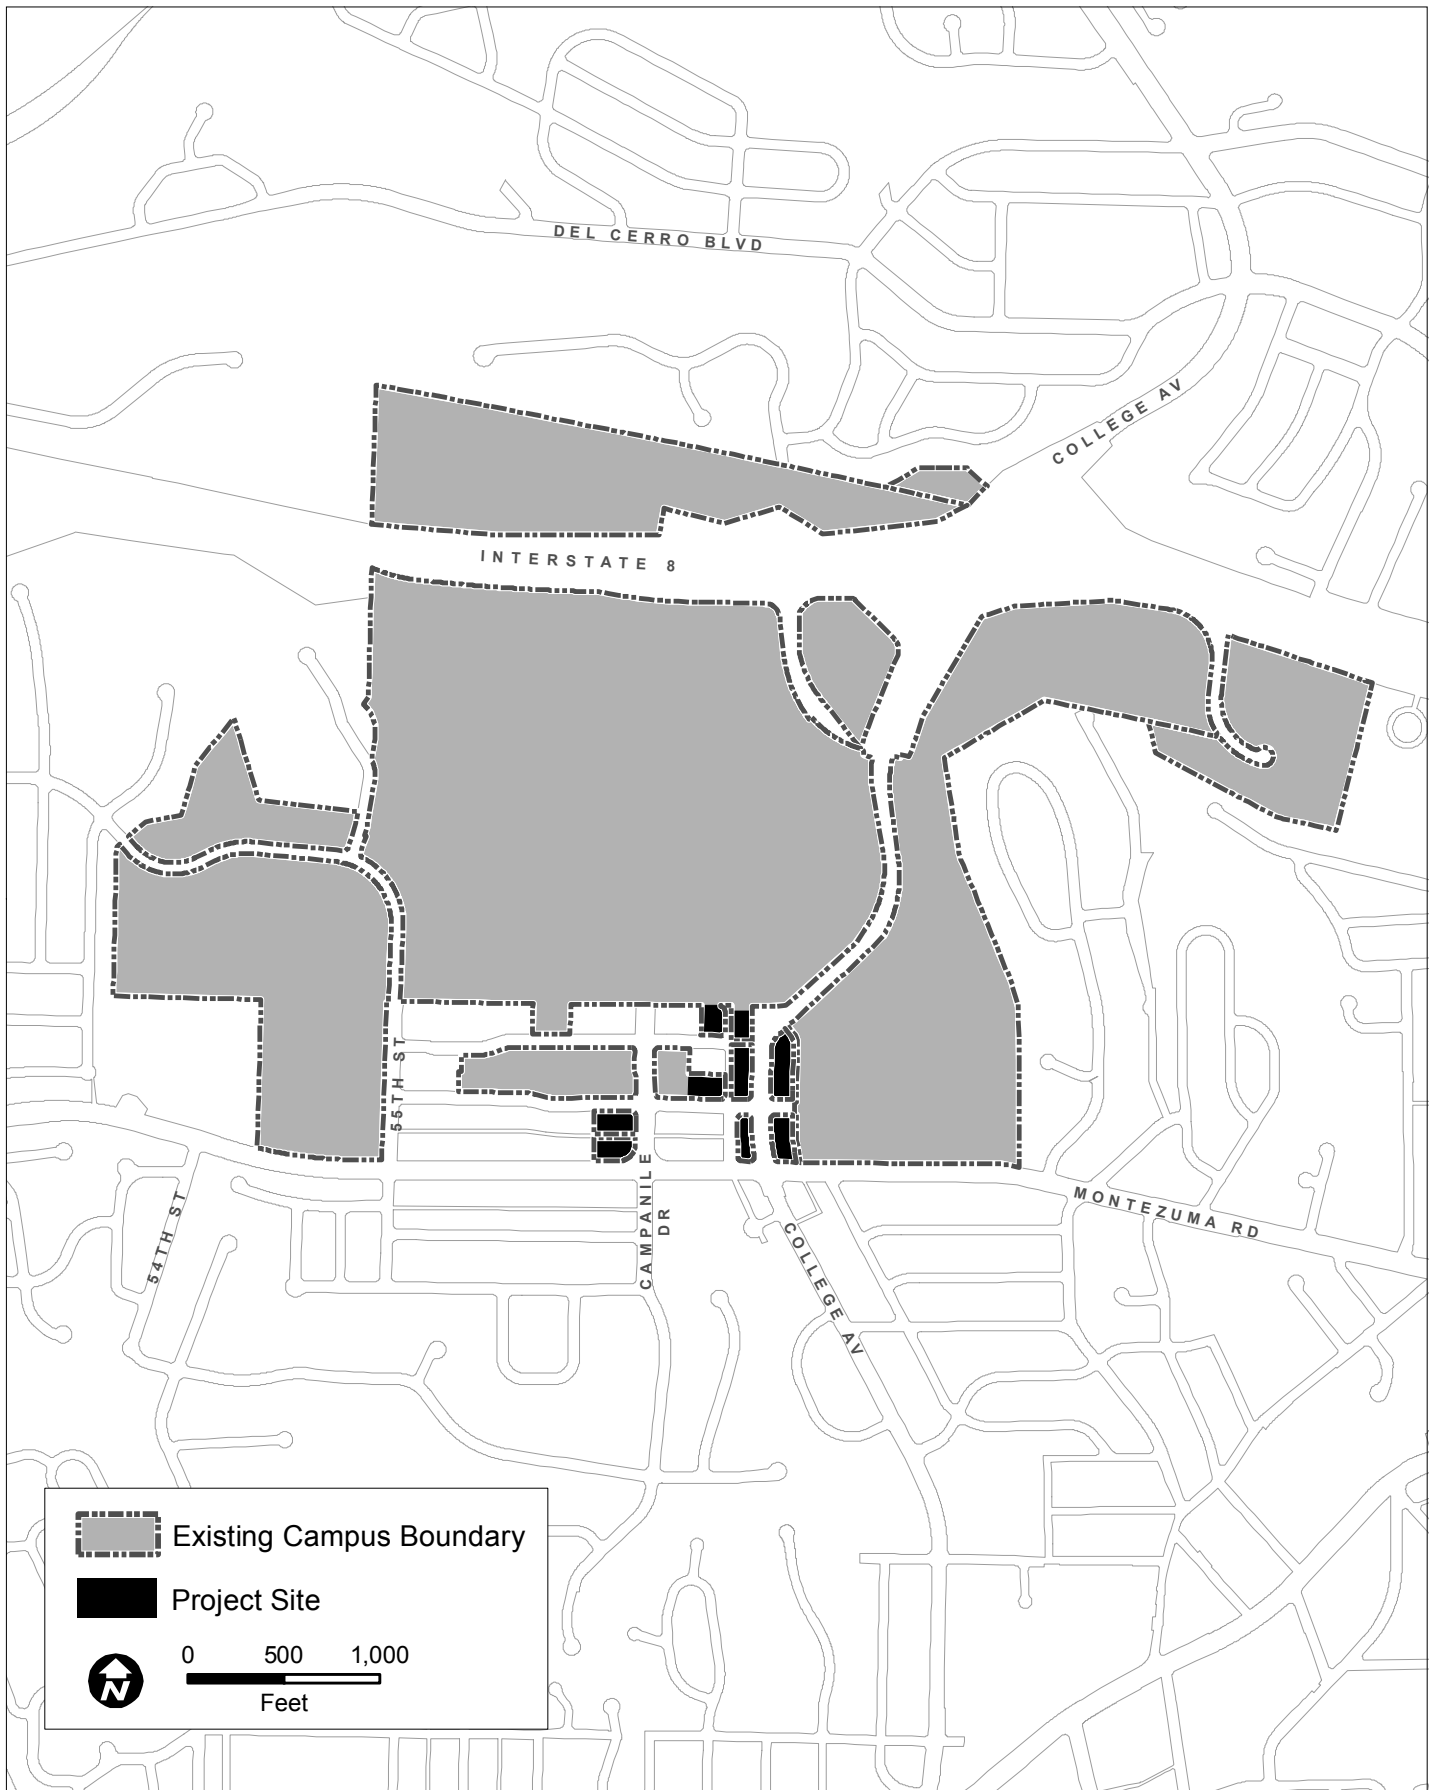 DEL CERRO BLVD
COLLEGE AV
INTERSTATE 8
55TH ST
CAMPANILE
DR
MONTEZUMA RD
54TH ST
COLLEGE AV
Existing Campus Boundary
Project Site
0 500 1,000
N
Feet